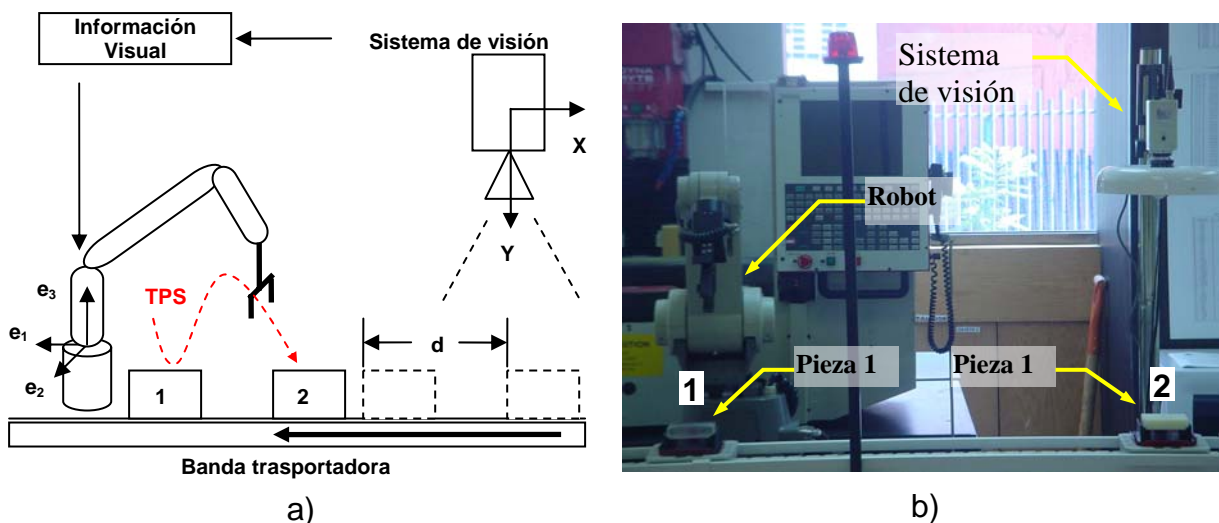 Información
Visual
Sistema de visión
X
Y
e3
e1
e2
TPS
d
1
2
Banda trasportadora
a)
Sistema
de visión
Robot
Pieza 1
Pieza 1
1
2
b)